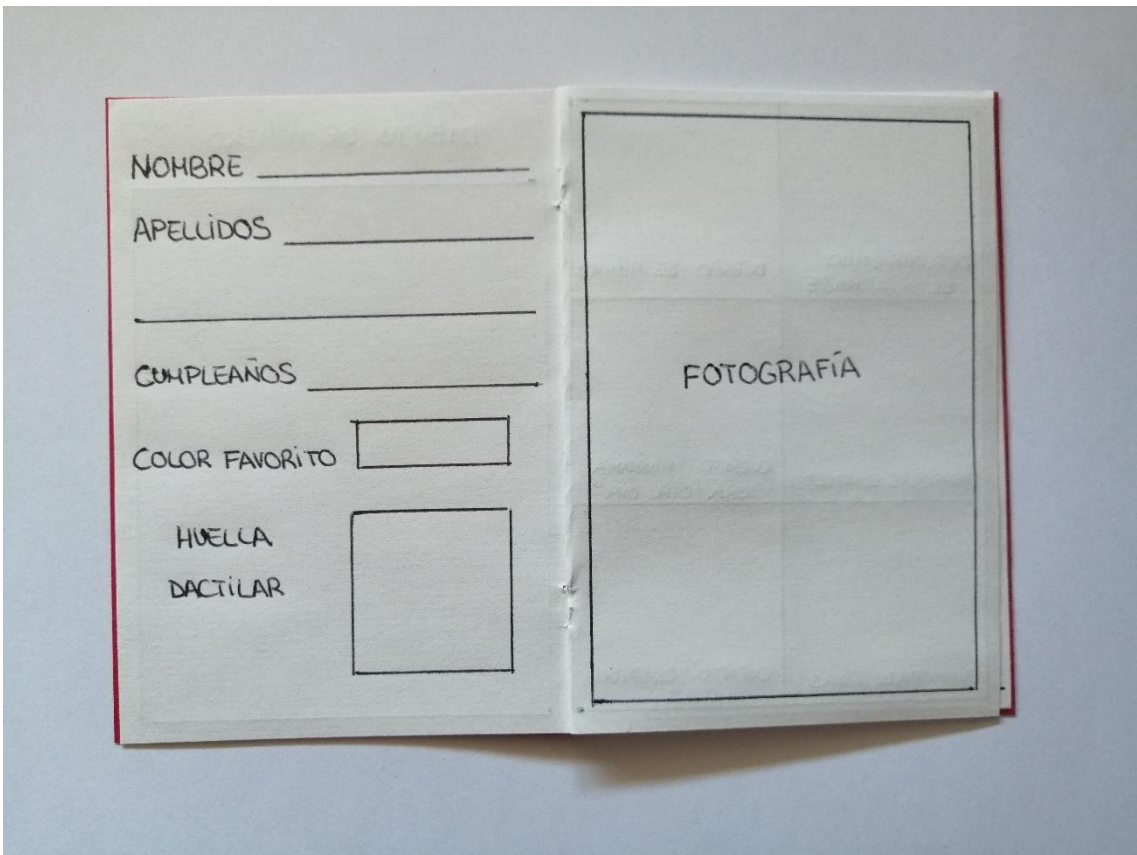 NOMBRE
APELLIDOS
CUMPLEAÑOS
COLOR FAVORITO
HUELLA
DACTILAR
FOTOGRAFÍA